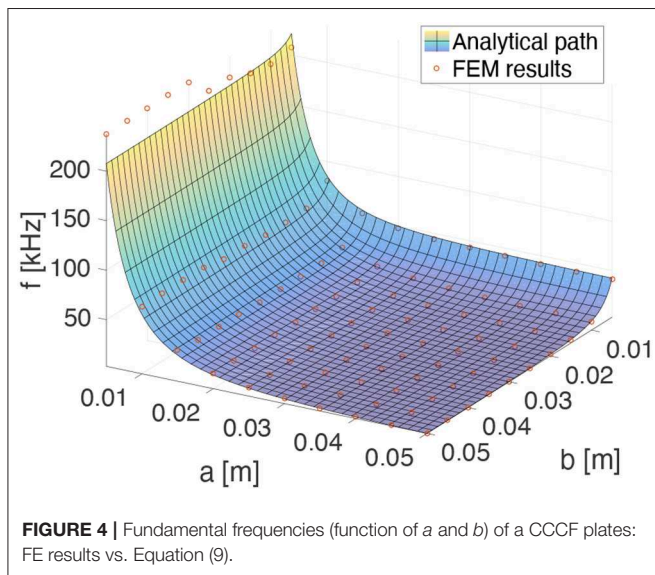 Analytical path
FEM results
f [kHz]
200
150
100
50
0.01
0.02
0.03
0.04
0.05
a [m]
0.01
0.02
0.03
0.04
0.05
b [m]
FIGURE 4 | Fundamental frequencies (function of a and b) of a CCCF plates:
FE results vs. Equation (9).